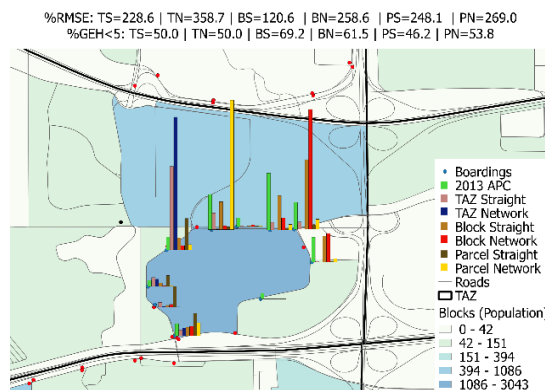 %RMSE: TS=228.6 | TN=358.7 | BS=120.6 | BN=258.6 | PS=248.1 | PN=269.0
%GEH<5: TS=50.0 | TN=50.0 | BS=69.2 | BN=61.5 | PS=46.2 | PN=53.8
Boardings
2013 APC
TAZ Straight
TAZ Network
Block Straight
Block Network
Parcel Straight
Parcel Network
Roads
TAZ
Blocks (Population)
0 - 42
42 - 151
151 - 394
394 - 1086
1086 - 3043